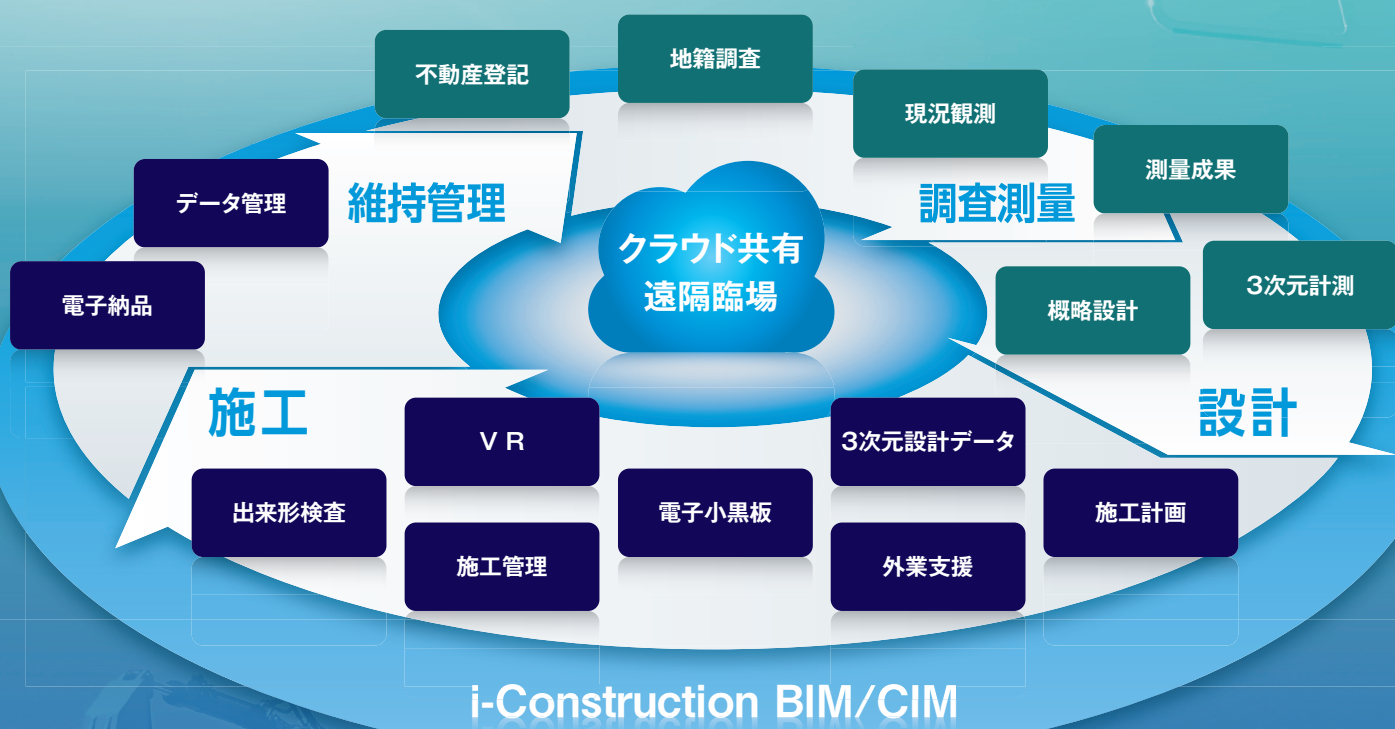 不動産登記
地籍調査
現況観測
測量成果
データ管理
維持管理
調査測量
クラウド共有
遠隔臨場
電子納品
概略設計
3次元計測
施工
設計
V R
3次元設計データ
出来形検査
電子小黒板
施工計画
施工管理
外業支援
i-Construction BIM/CIM